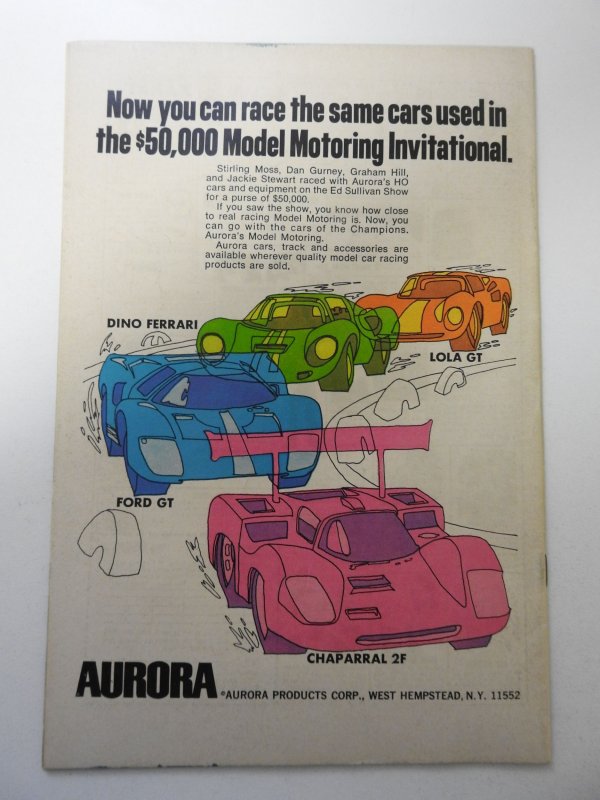 Now you can race the same cars used in
the $50,000 Model Motoring Invitational.
Stirling Moss, Dan Gurney, Graham Hill,
and Jackie Stewart raced with Aurora's HO
cars and equipment on the Ed Sullivan Show
for a purse of $50,000.
If you saw the show, you know how close
to real racing Model Motoring is. Now, you
can go with the cars of the Champions.
Aurora's Model Motoring.
Aurora cars, track and accessories are
available wherever quality model car racing
products are sold.
DINO FERRARI
LOLA GT
FORD GT
CHAPARRAL 2F
AURORA
©AURORA PRODUCTS CORP., WEST HEMPSTEAD, N.Y. 11552